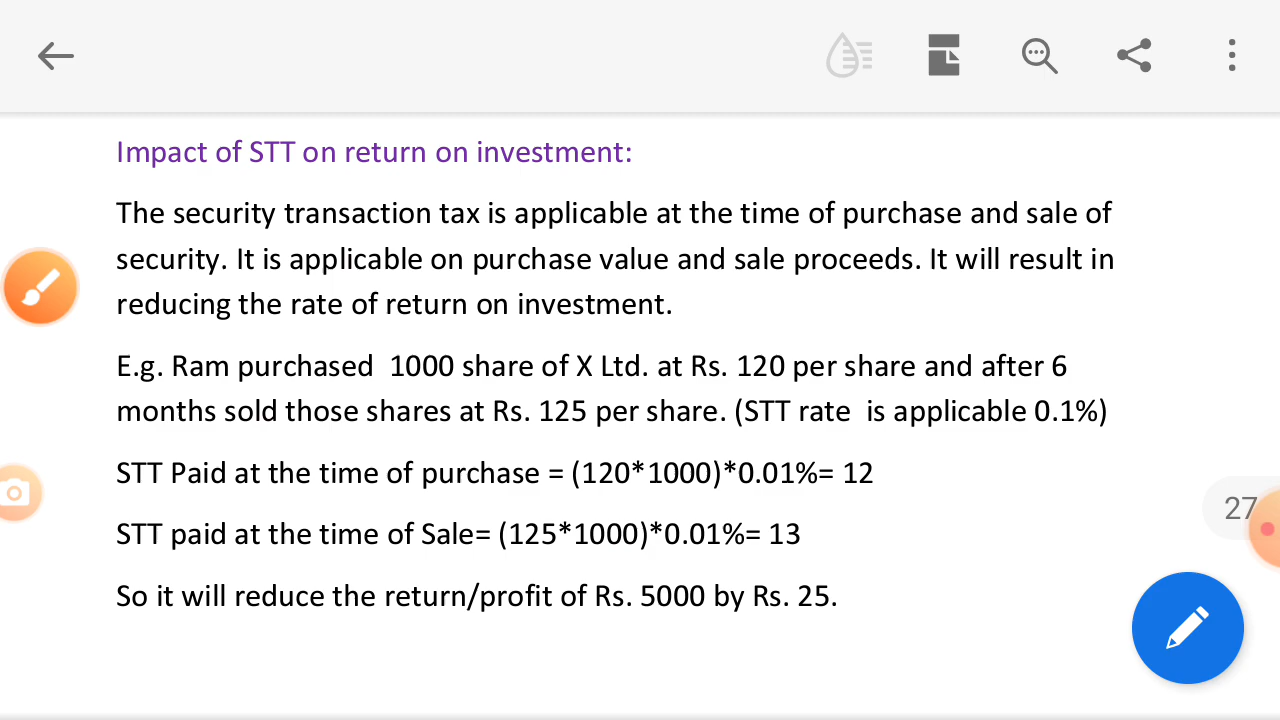 Impact of STT on return on investment:
The security transaction tax is applicable at the time of purchase and sale of
security. It is applicable on purchase value and sale proceeds. It will result in
reducing the rate of return on investment.
E.g. Ram purchased  1000 share of X Ltd. at Rs. 120 per share and after 6
months sold those shares at Rs. 125 per share. (STT rate  is applicable 0.1%)
STT Paid at the time of purchase = (120*1000)*0.01%= 12
27
STT paid at the time of Sale= (125*1000)*0.01%= 13
So it will reduce the return/profit of Rs. 5000 by Rs. 25.